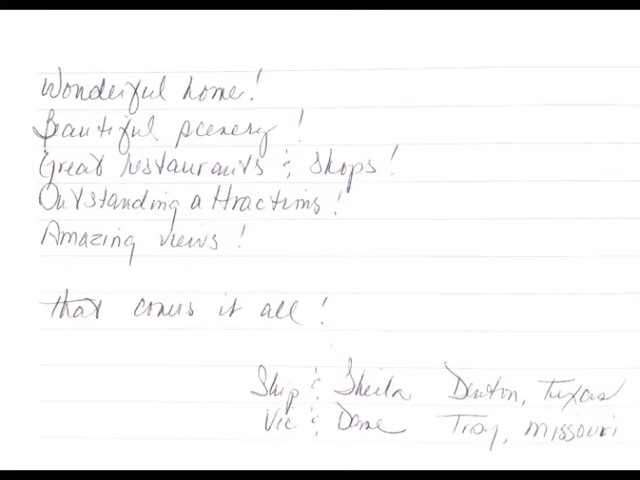 Wonderful home!
Beautiful scenery!
Great restaurants & Shops!
Outstanding attractions!
Amazing views!
That covers it all!
Skip & Sheila Denton, Texas
Vic & Troy, Missouri